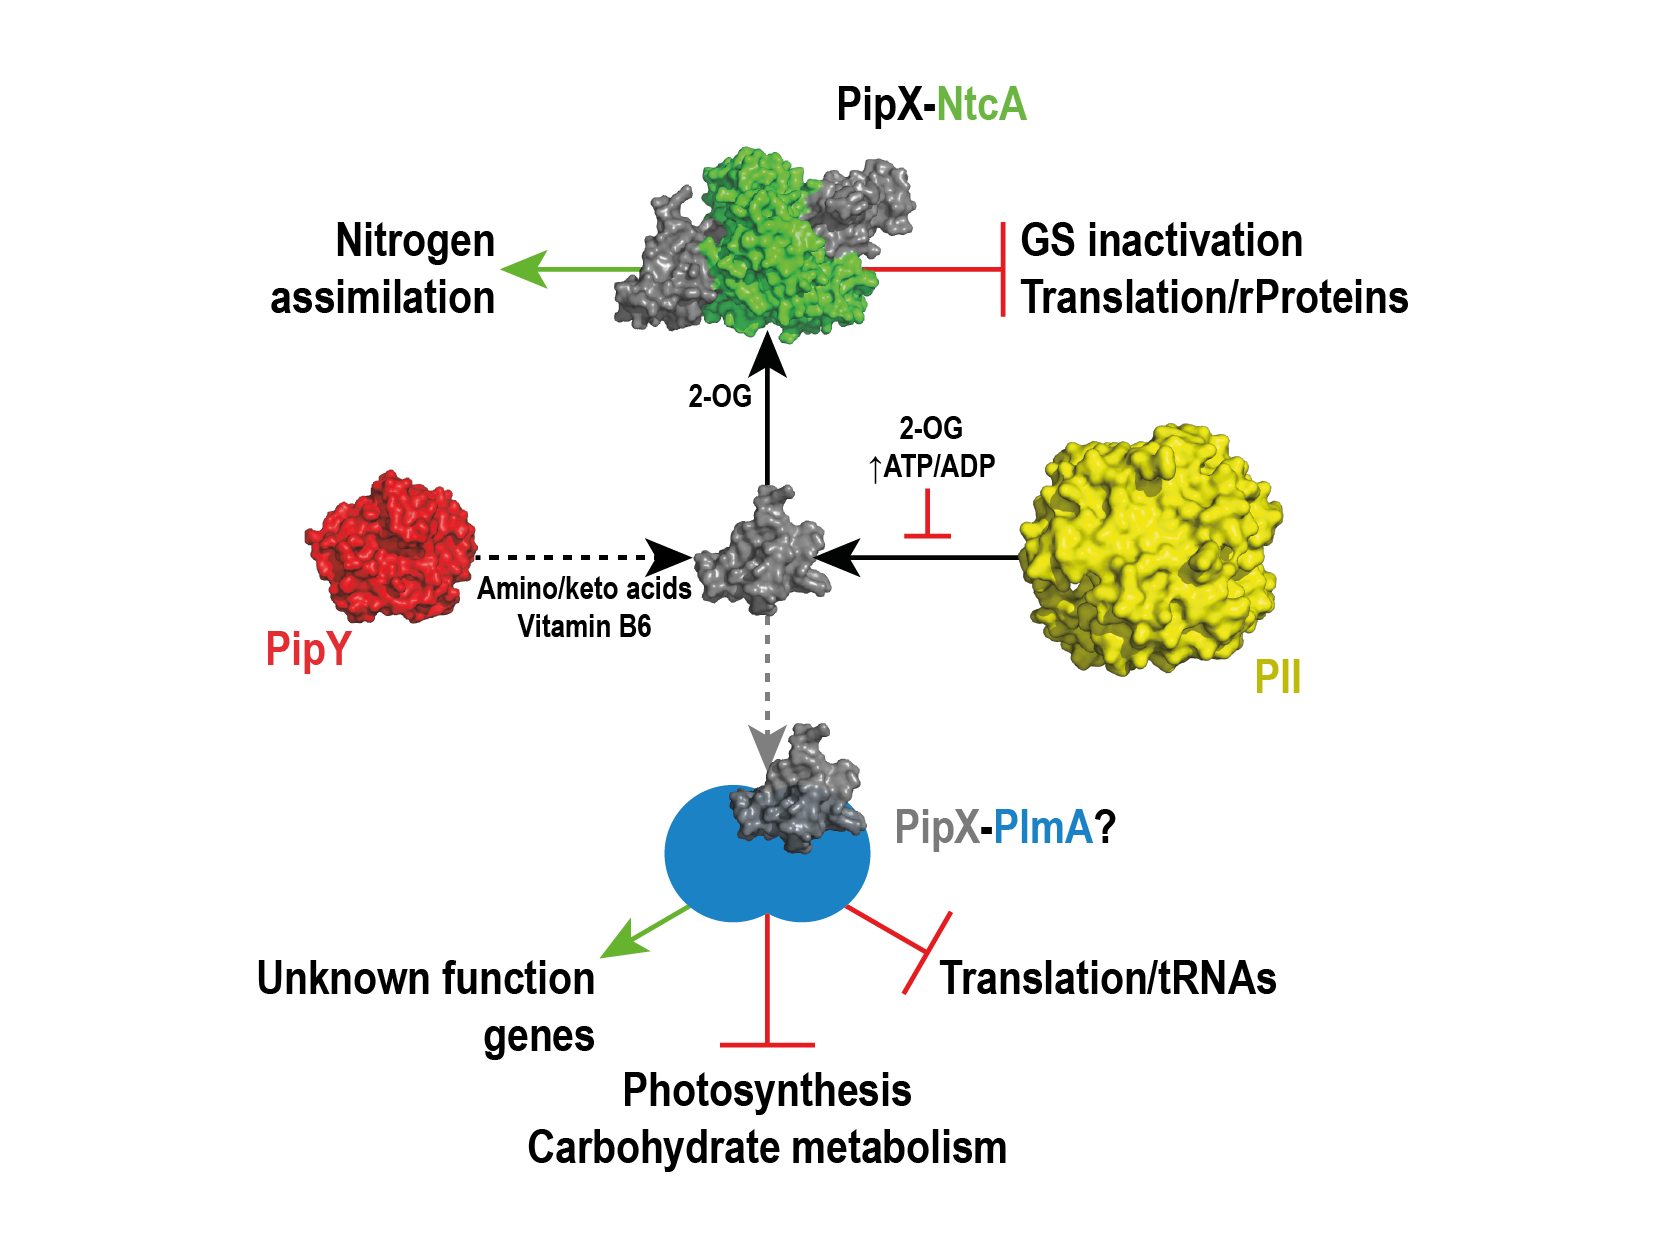 PipX-NtcA
Nitrogen
assimilation
GS inactivation
Translation/rProteins
2-OG
2-OG
↑ATP/ADP
Amino/keto acids
Vitamin B6
PipY
PII
PipX-PlmA?
Unknown function
genes
Translation/tRNAs
Photosynthesis
Carbohydrate metabolism